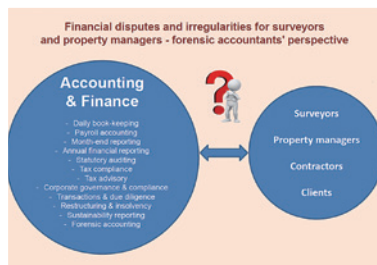 Financial disputes and irregularities for surveyors
and property managers - forensic accountants' perspective
Accounting
& Finance
- Daily book-keeping
- Payroll accounting
- Month-end reporting
- Annual financial reporting
- Statutory auditing
- Tax compliance
- Tax advisory
- Corporate governance & compliance
- Transactions & due diligence
- Restructuring & insolvency
- Sustainability reporting
- Forensic accounting
?
Surveyors
Property managers
Contractors
Clients